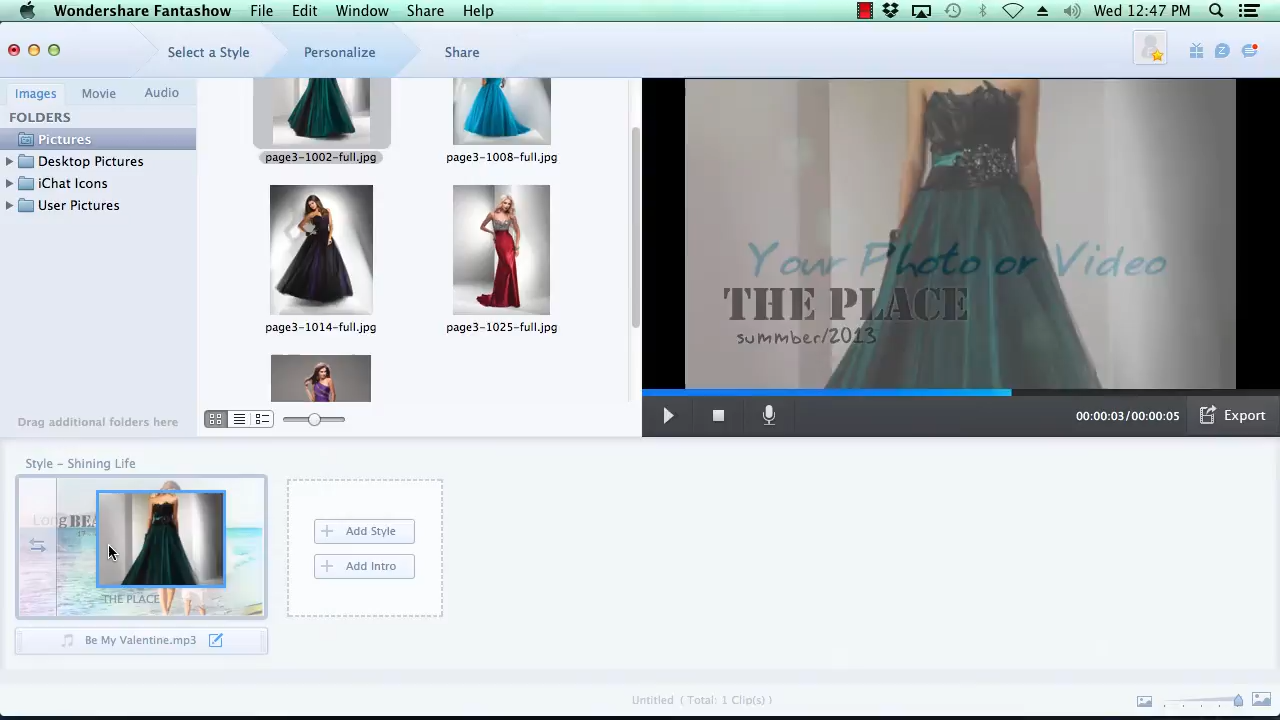 Wondershare Fantashow File Edit Window Share Help Wed 12:47 PM
Select a Style Personalize Share
Images Movie Audio
FOLDERS
Pictures
Desktop Pictures
iChat Icons
User Pictures
Drag additional folders here
page3-1002-full.jpg page3-1008-full.jpg
page3-1014-full.jpg page3-1025-full.jpg
Your Photo or Video
THE PLACE
summber/2013
00:00:03/00:00:05 Export
Style – Shining Life
Long BEA
THE PLACE
Be My Valentine.mp3
Add Style
Add Intro
Untitled ( Total: 1 Clip(s) )